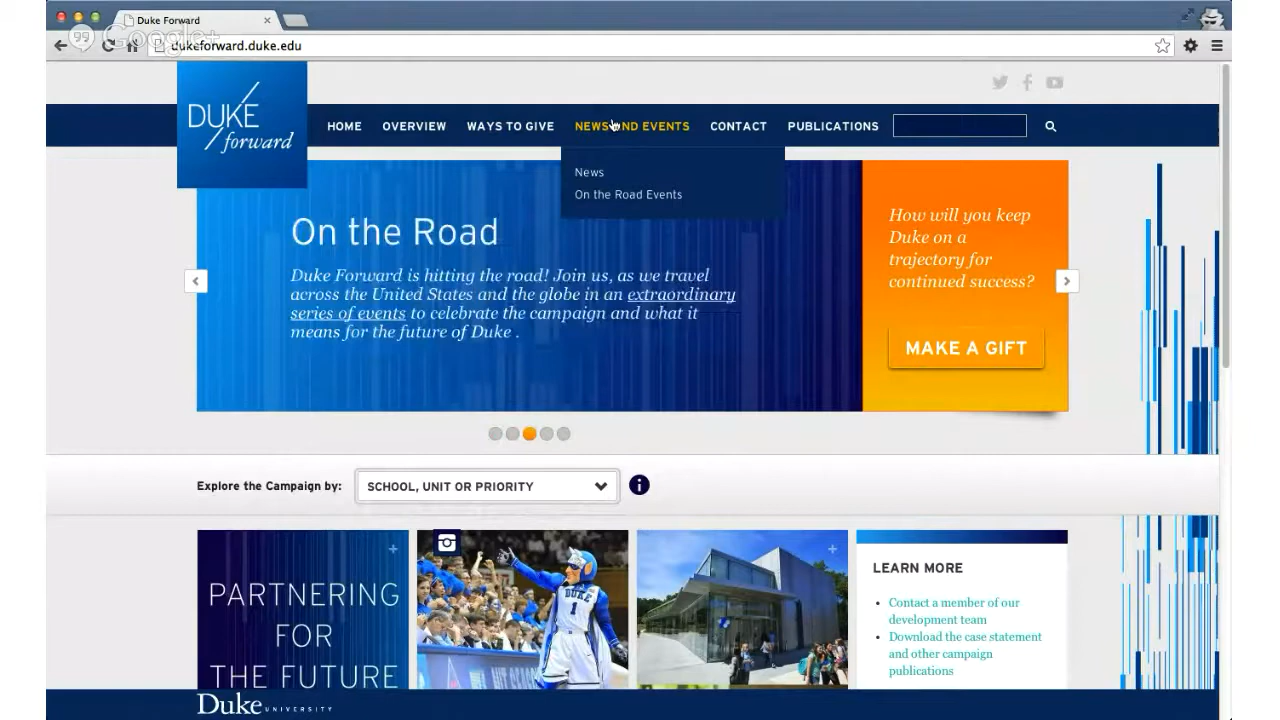 Duke Forward
Google+
dukeforward.duke.edu
DUKE
forward
HOME OVERVIEW WAYS TO GIVE NEWS AND EVENTS CONTACT PUBLICATIONS
News
On the Road Events
On the Road
Duke Forward is hitting the road! Join us, as we travel
across the United States and the globe in an extraordinary
series of events to celebrate the campaign and what it
means for the future of Duke .
How will you keep
Duke on a
trajectory for
continued success?
MAKE A GIFT
Explore the Campaign by: SCHOOL, UNIT OR PRIORITY
PARTNERING
FOR
THE FUTURE
DUKE
1
LEARN MORE
• Contact a member of our
development team
• Download the case statement
and other campaign
publications
Duke UNIVERSITY